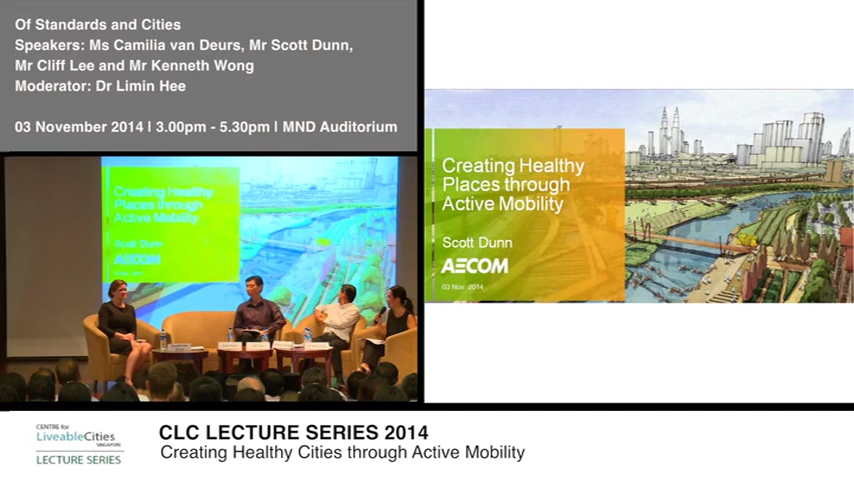 Of Standards and Cities
Speakers: Ms Camilia van Deurs, Mr Scott Dunn,
Mr Cliff Lee and Mr Kenneth Wong
Moderator: Dr Limin Hee
03 November 2014 | 3.00pm - 5.30pm | MND Auditorium
Creating Healthy
Places through
Active Mobility
Scott Dunn
AECOM
Creating Healthy
Places through
Active Mobility
Scott Dunn
AECOM
03 Nov 2014
CENTRE for
LiveableCities
SINGAPORE
LECTURE SERIES
CLC LECTURE SERIES 2014
Creating Healthy Cities through Active Mobility